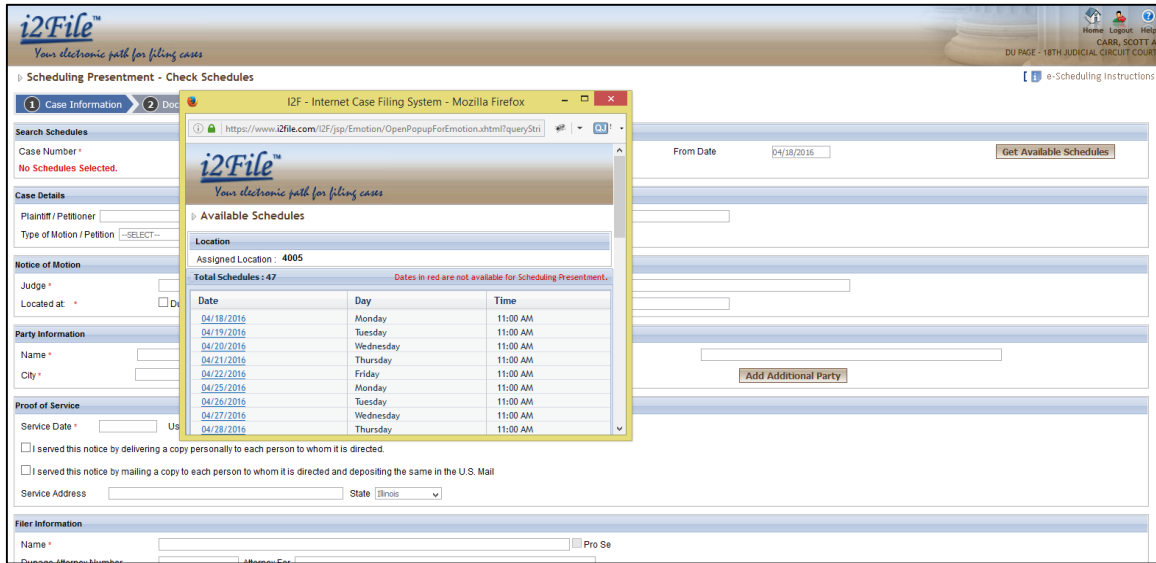 i2File™
Your electronic path for filing cases
Home Logout Help
CARR, SCOTT A
DU PAGE - 18TH JUDICIAL CIRCUIT COURT
Scheduling Presentment - Check Schedules
[ e-Scheduling Instructions
1 Case Information 2 Doc
Search Schedules
Case Number *
From Date 04/18/2016 Get Available Schedules
No Schedules Selected.
Case Details
Plaintiff / Petitioner
Type of Motion / Petition --SELECT--
Notice of Motion
Judge *
Located at: *
Party Information
Name *
City *
Add Additional Party
Proof of Service
Service Date * Us
I served this notice by delivering a copy personally to each person to whom it is directed.
I served this notice by mailing a copy to each person to whom it is directed and depositing the same in the U.S. Mail
Service Address State Illinois
Filer Information
Name * Pro Se
Dupage Attorney Number Attorney For
I2F - Internet Case Filing System - Mozilla Firefox
https://www.i2file.com/I2F/jsp/Emotion/OpenPopupForEmotion.xhtml?queryStri
i2File™
Your electronic path for filing cases
Available Schedules
Location
Assigned Location : 4005
Total Schedules : 47 Dates in red are not available for Scheduling Presentment.
Date Day Time
04/18/2016 Monday 11:00 AM
04/19/2016 Tuesday 11:00 AM
04/20/2016 Wednesday 11:00 AM
04/21/2016 Thursday 11:00 AM
04/22/2016 Friday 11:00 AM
04/25/2016 Monday 11:00 AM
04/26/2016 Tuesday 11:00 AM
04/27/2016 Wednesday 11:00 AM
04/28/2016 Thursday 11:00 AM